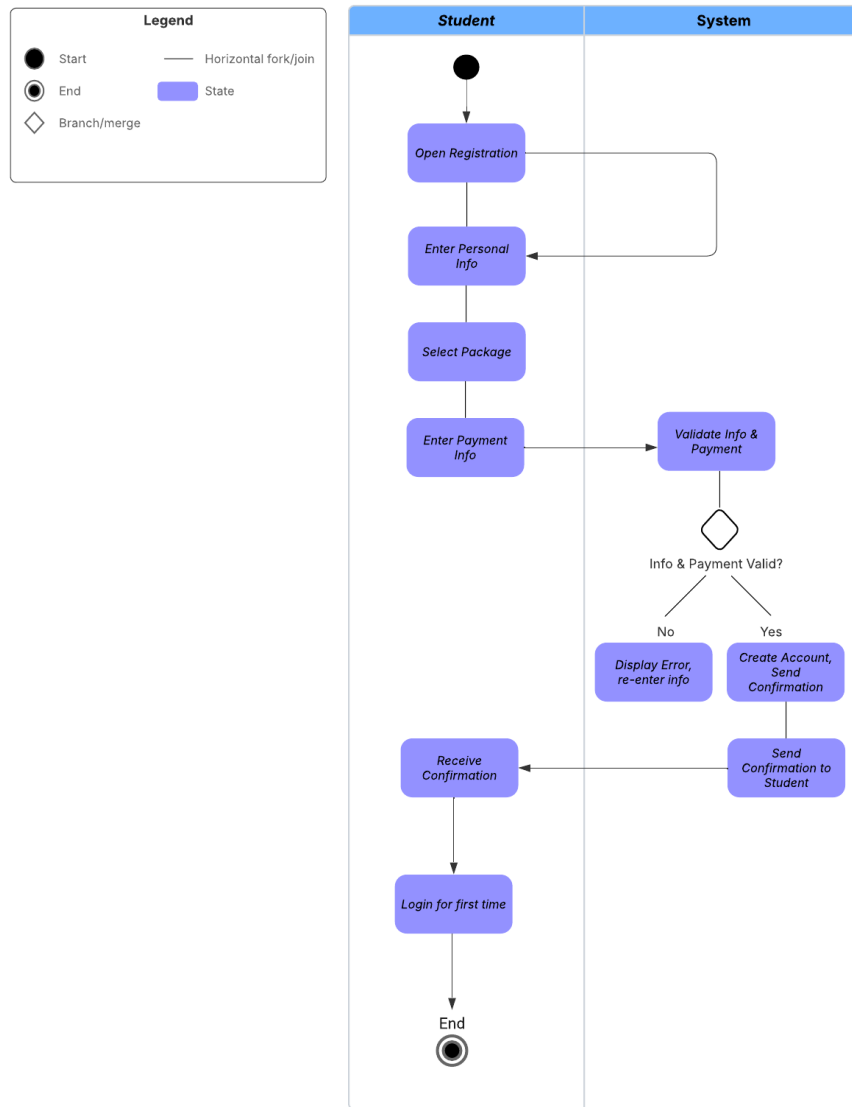 Legend
Start
Horizontal fork/join
End
State
Branch/merge
Student
System
Open Registration
Enter Personal
Info
Select Package
Enter Payment
Info
Validate Info &
Payment
Info & Payment Valid?
No
Yes
Display Error,
re-enter info
Create Account,
Send
Confirmation
Receive
Confirmation
Send
Confirmation to
Student
Login for first time
End